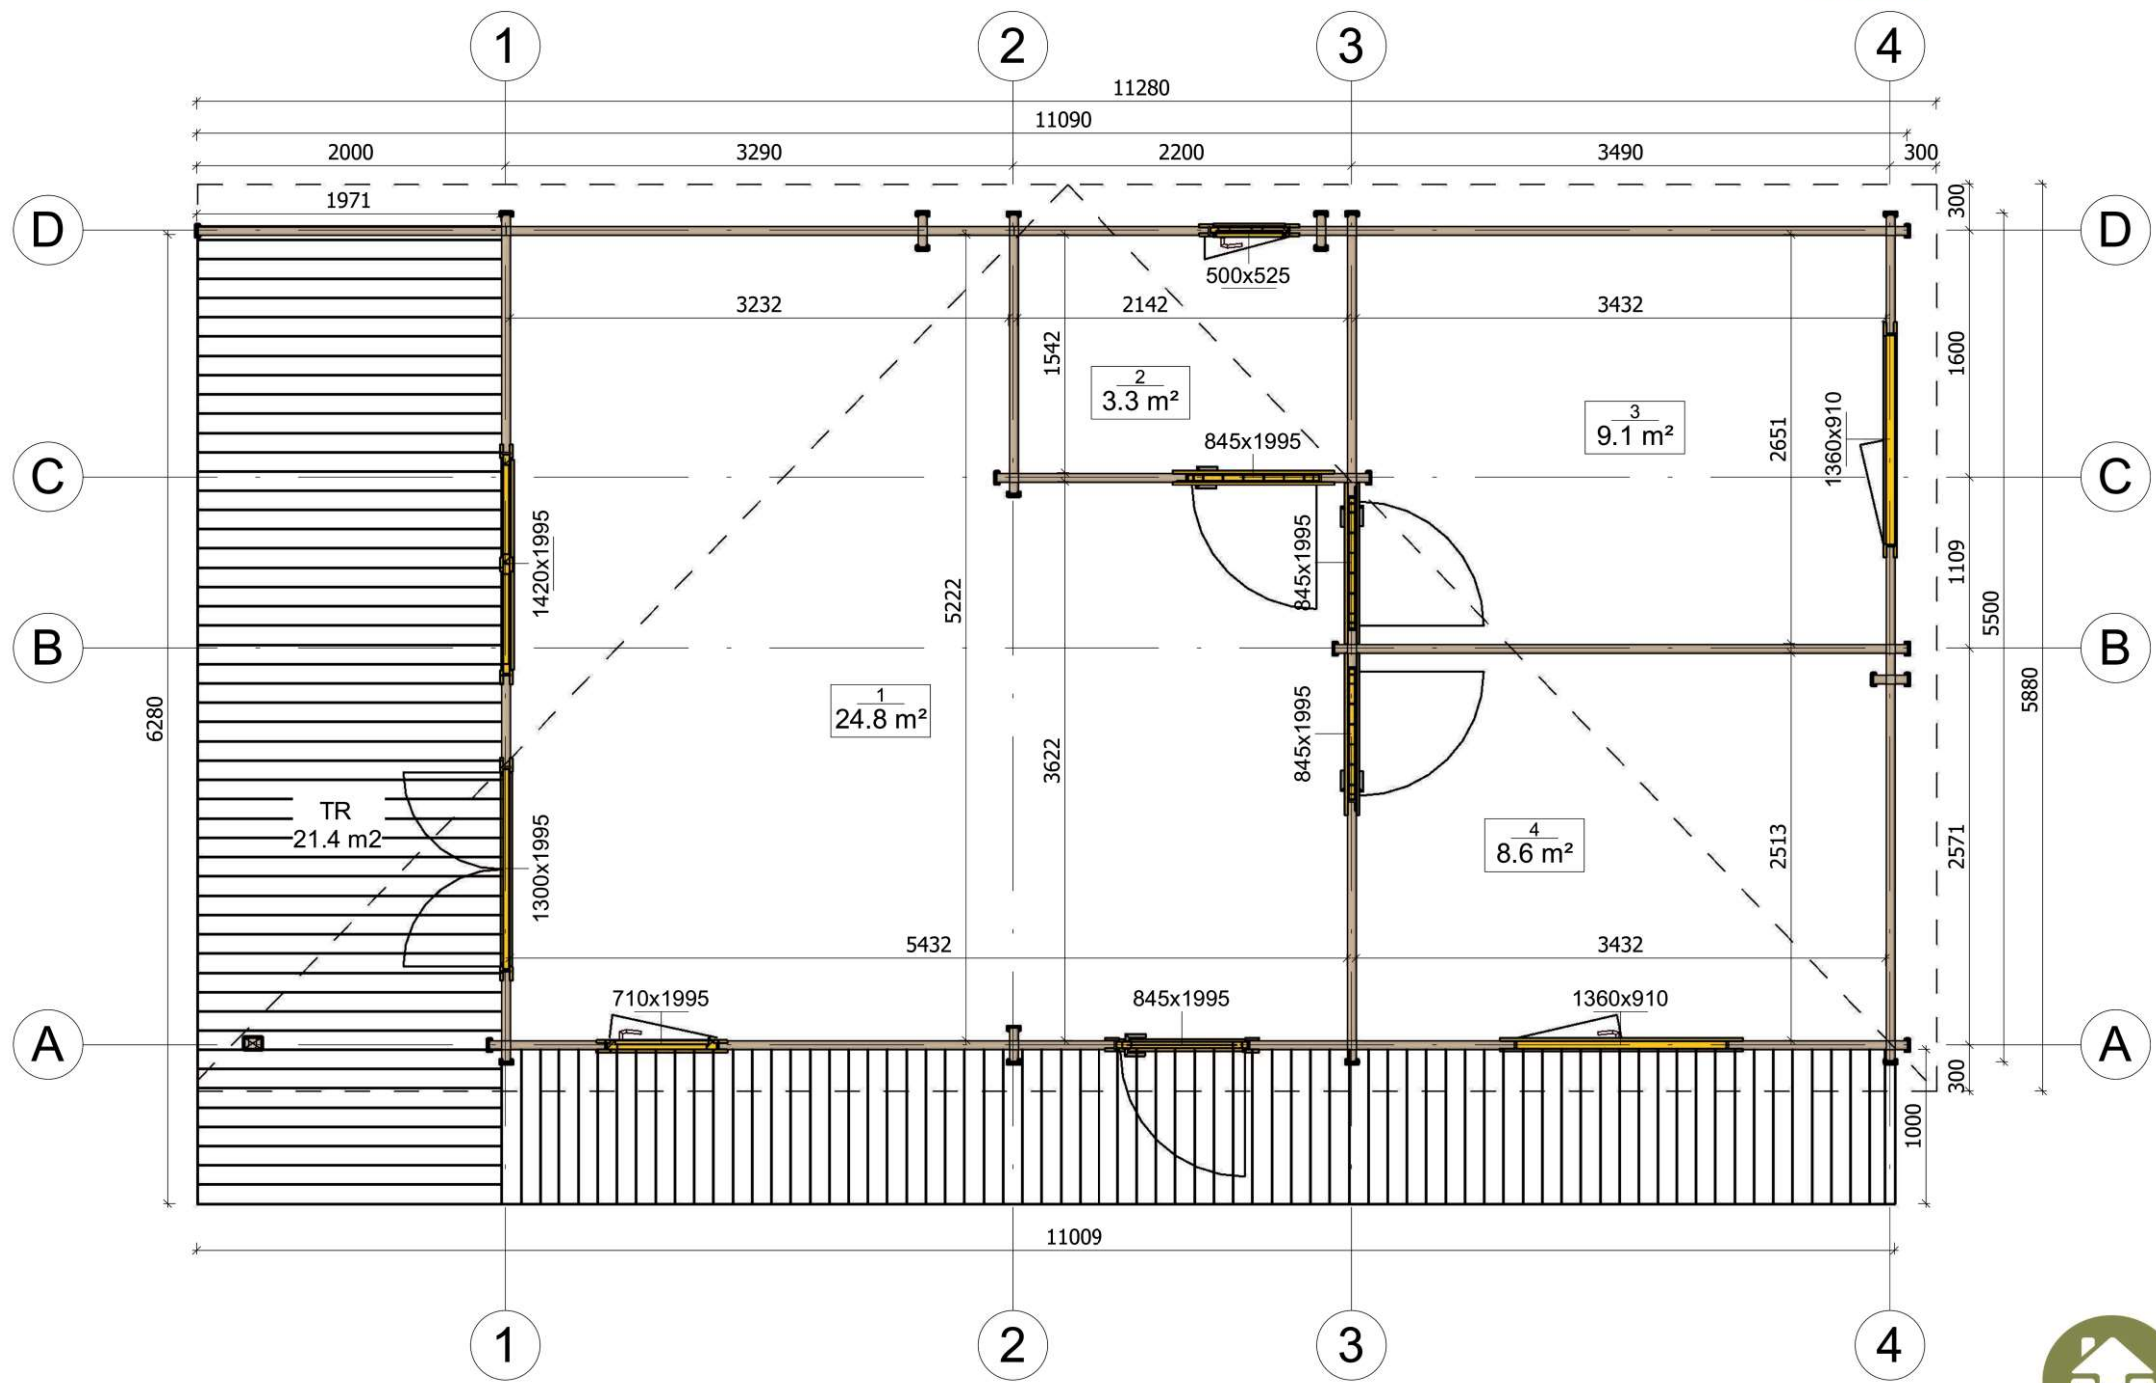 1 2 3 4
11280
11090
2000 3290 2200 3490 300
1971
300
D D
500x525
3232 2142 3432
1542
1600
2
3.3 m²
3
9.1 m²
1360x910
2651
845x1995
C C
1420x1995
845x1995
1109
5222
5500
B B
5880
6280
1
24.8 m²
845x1995
3622
TR
21.4 m2
1300x1995
4
8.6 m²
2513
2571
5432 3432
710x1995 845x1995 1360x910
A A
300
1000
11009
1 2 3 4